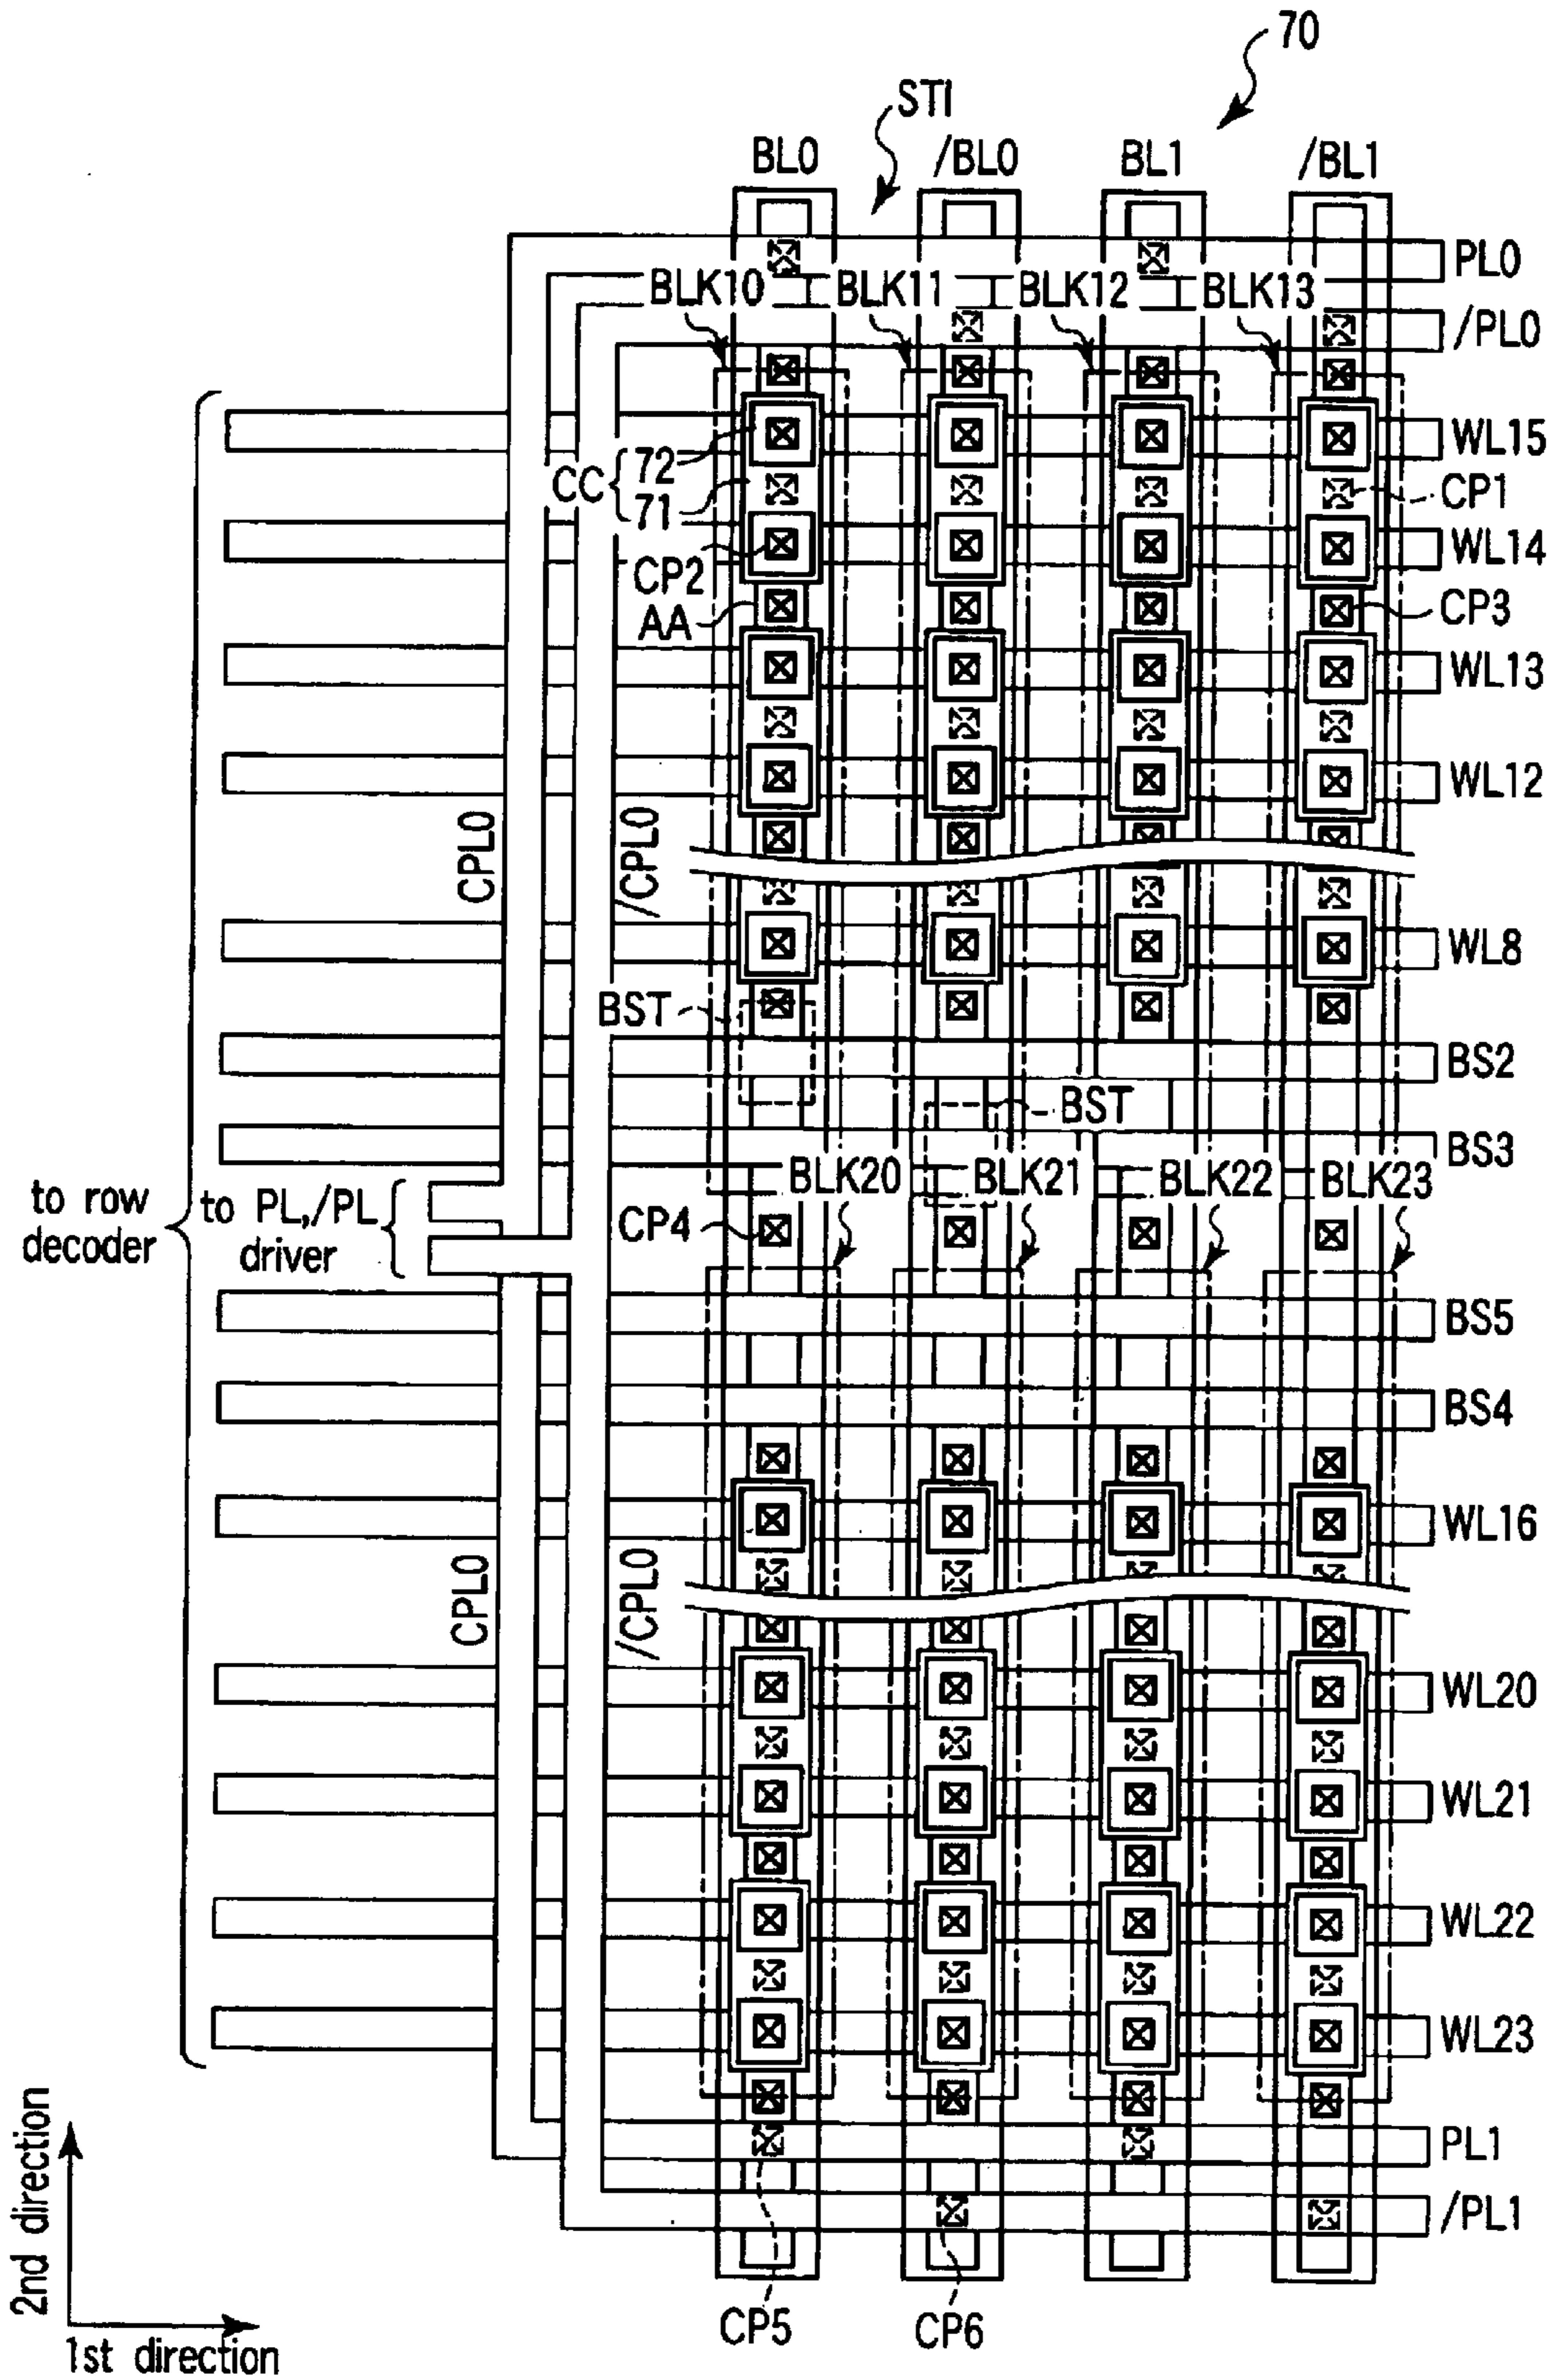 70
STI
BL0
/BL0
BL1
/BL1
PL0
BLK10
BLK11
BLK12
BLK13
/PL0
WL15
CC
72
71
CP1
WL14
CP2
AA
CP3
WL13
WL12
CPL0
/CPL0
WL8
BST
BS2
BST
BS3
BLK20
BLK21
BLK22
BLK23
to row
decoder
to PL,/PL
driver
CP4
BS5
BS4
WL16
CPL0
/CPL0
WL20
WL21
WL22
WL23
PL1
/PL1
2nd direction
1st direction
CP5
CP6